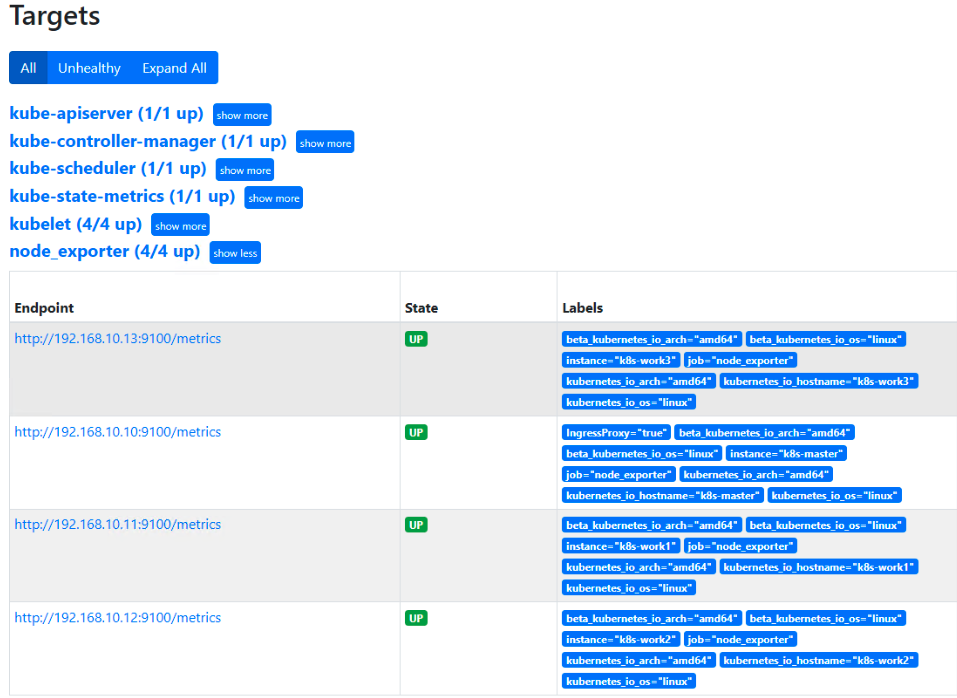 Targets
All Unhealthy Expand All
kube-apiserver (1/1 up) show more
kube-controller-manager (1/1 up) show more
kube-scheduler (1/1 up) show more
kube-state-metrics (1/1 up) show more
kubelet (4/4 up) show more
node_exporter (4/4 up) show less
Endpoint State Labels
http://192.168.10.13:9100/metrics UP beta_kubernetes_io_arch="amd64" beta_kubernetes_io_os="linux"
instance="k8s-work3" job="node_exporter"
kubernetes_io_arch="amd64" kubernetes_io_hostname="k8s-work3"
kubernetes_io_os="linux"
http://192.168.10.10:9100/metrics UP IngressProxy="true" beta_kubernetes_io_arch="amd64"
beta_kubernetes_io_os="linux" instance="k8s-master"
job="node_exporter" kubernetes_io_arch="amd64"
kubernetes_io_hostname="k8s-master" kubernetes_io_os="linux"
http://192.168.10.11:9100/metrics UP beta_kubernetes_io_arch="amd64" beta_kubernetes_io_os="linux"
instance="k8s-work1" job="node_exporter"
kubernetes_io_arch="amd64" kubernetes_io_hostname="k8s-work1"
kubernetes_io_os="linux"
http://192.168.10.12:9100/metrics UP beta_kubernetes_io_arch="amd64" beta_kubernetes_io_os="linux"
instance="k8s-work2" job="node_exporter"
kubernetes_io_arch="amd64" kubernetes_io_hostname="k8s-work2"
kubernetes_io_os="linux"